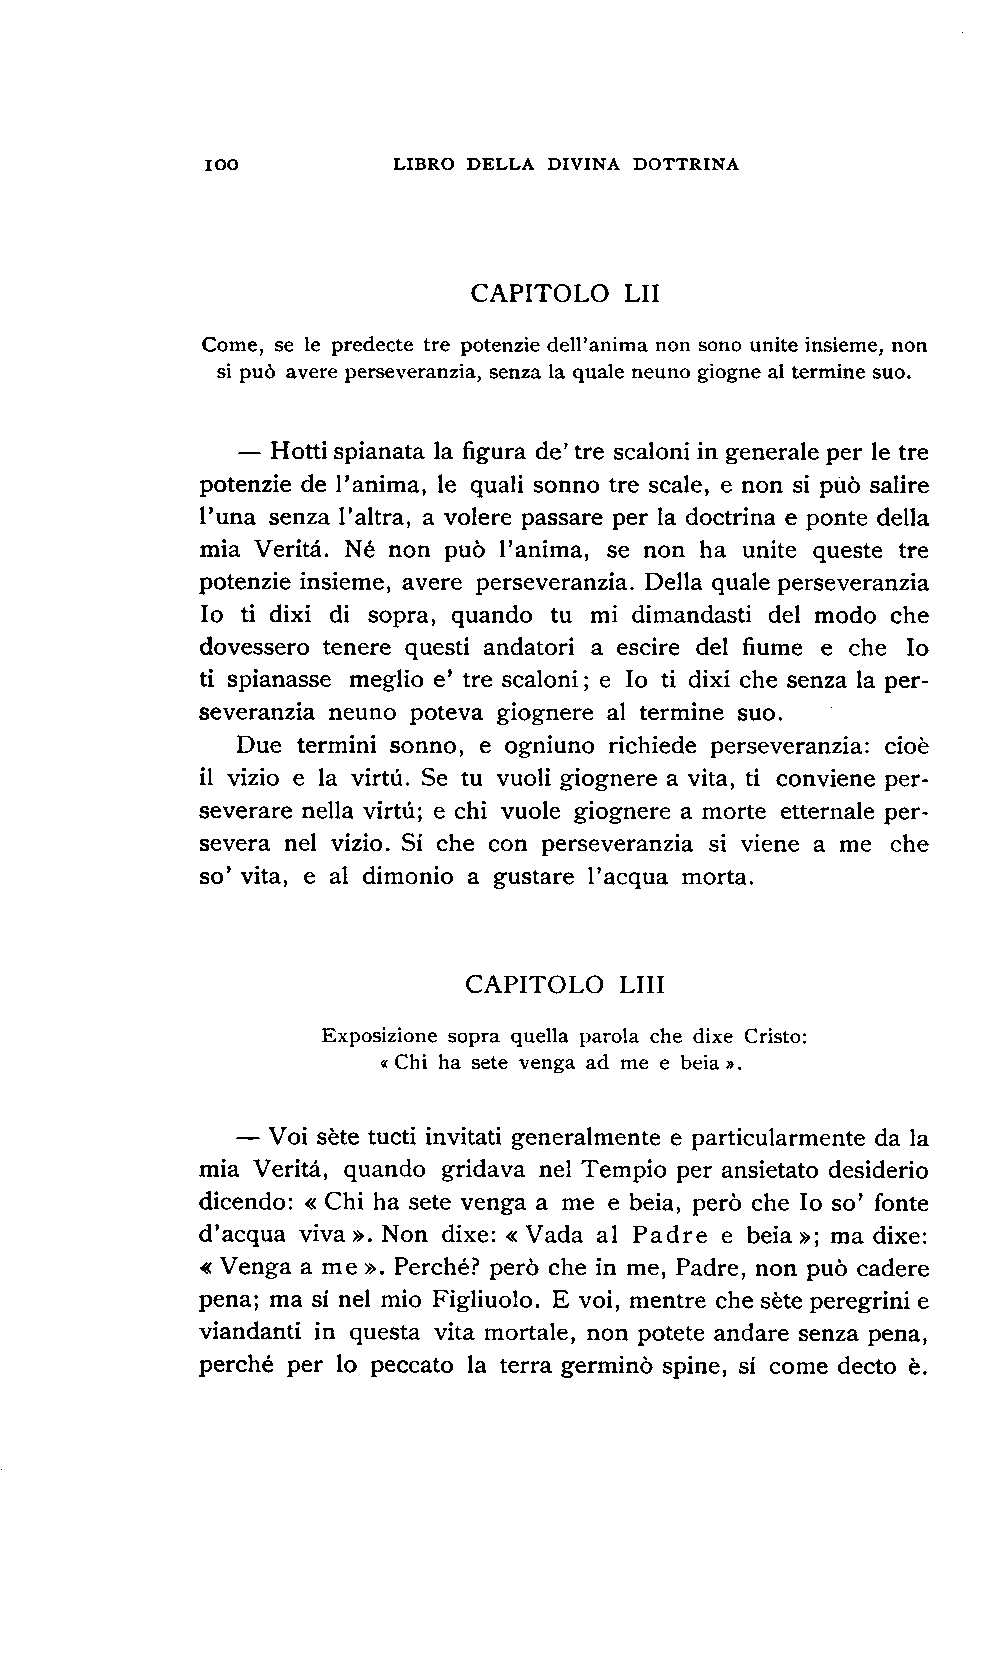 100 LIBRO DELLA DIVINA DOTTRINA
CAPITOLO LII
Come, se le predecte tre potenzie dell'anima non sono unite insieme, non
si può avere perseveranzia, senza la quale neuno giogne al termine suo.
— Hotti spianata la figura de' tre scaloni in generale per le tre
potenzie de l'anima, le quali sonno tre scale, e non si può salire
l'una senza l'altra, a volere passare per la doctrina e ponte della
mia Veritá. Né non può l'anima, se non ha unite queste tre
potenzie insieme, avere perseveranzia. Della quale perseveranzia
Io ti dixi di sopra, quando tu mi dimandasti del modo che
dovessero tenere questi andatori a escire del fiume e che Io
ti spianasse meglio e' tre scaloni; e Io ti dixi che senza la per-
severanzia neuno poteva giognere al termine suo.
Due termini sonno, e ogniuno richiede perseveranzia: cioè
il vizio e la virtú. Se tu vuoli giognere a vita, ti conviene per-
severare nella virtú; e chi vuole giognere a morte etternale per-
severa nel vizio. Sí che con perseveranzia si viene a me che
so' vita, e al dimonio a gustare l'acqua morta.
CAPITOLO LIII
Exposizione sopra quella parola che dixe Cristo:
« Chi ha sete venga ad me e beia ».
— Voi sète tucti invitati generalmente e particularmente da la
mia Veritá, quando gridava nel Tempio per ansietato desiderio
dicendo: « Chi ha sete venga a me e beia, però che Io so' fonte
d'acqua viva ». Non dixe: « Vada al Padre e beia »; ma dixe:
« Venga a me ». Perché? però che in me, Padre, non può cadere
pena; ma sí nel mio Figliuolo. E voi, mentre che sète peregrini e
viandanti in questa vita mortale, non potete andare senza pena,
perché per lo peccato la terra germinò spine, sí come decto è.